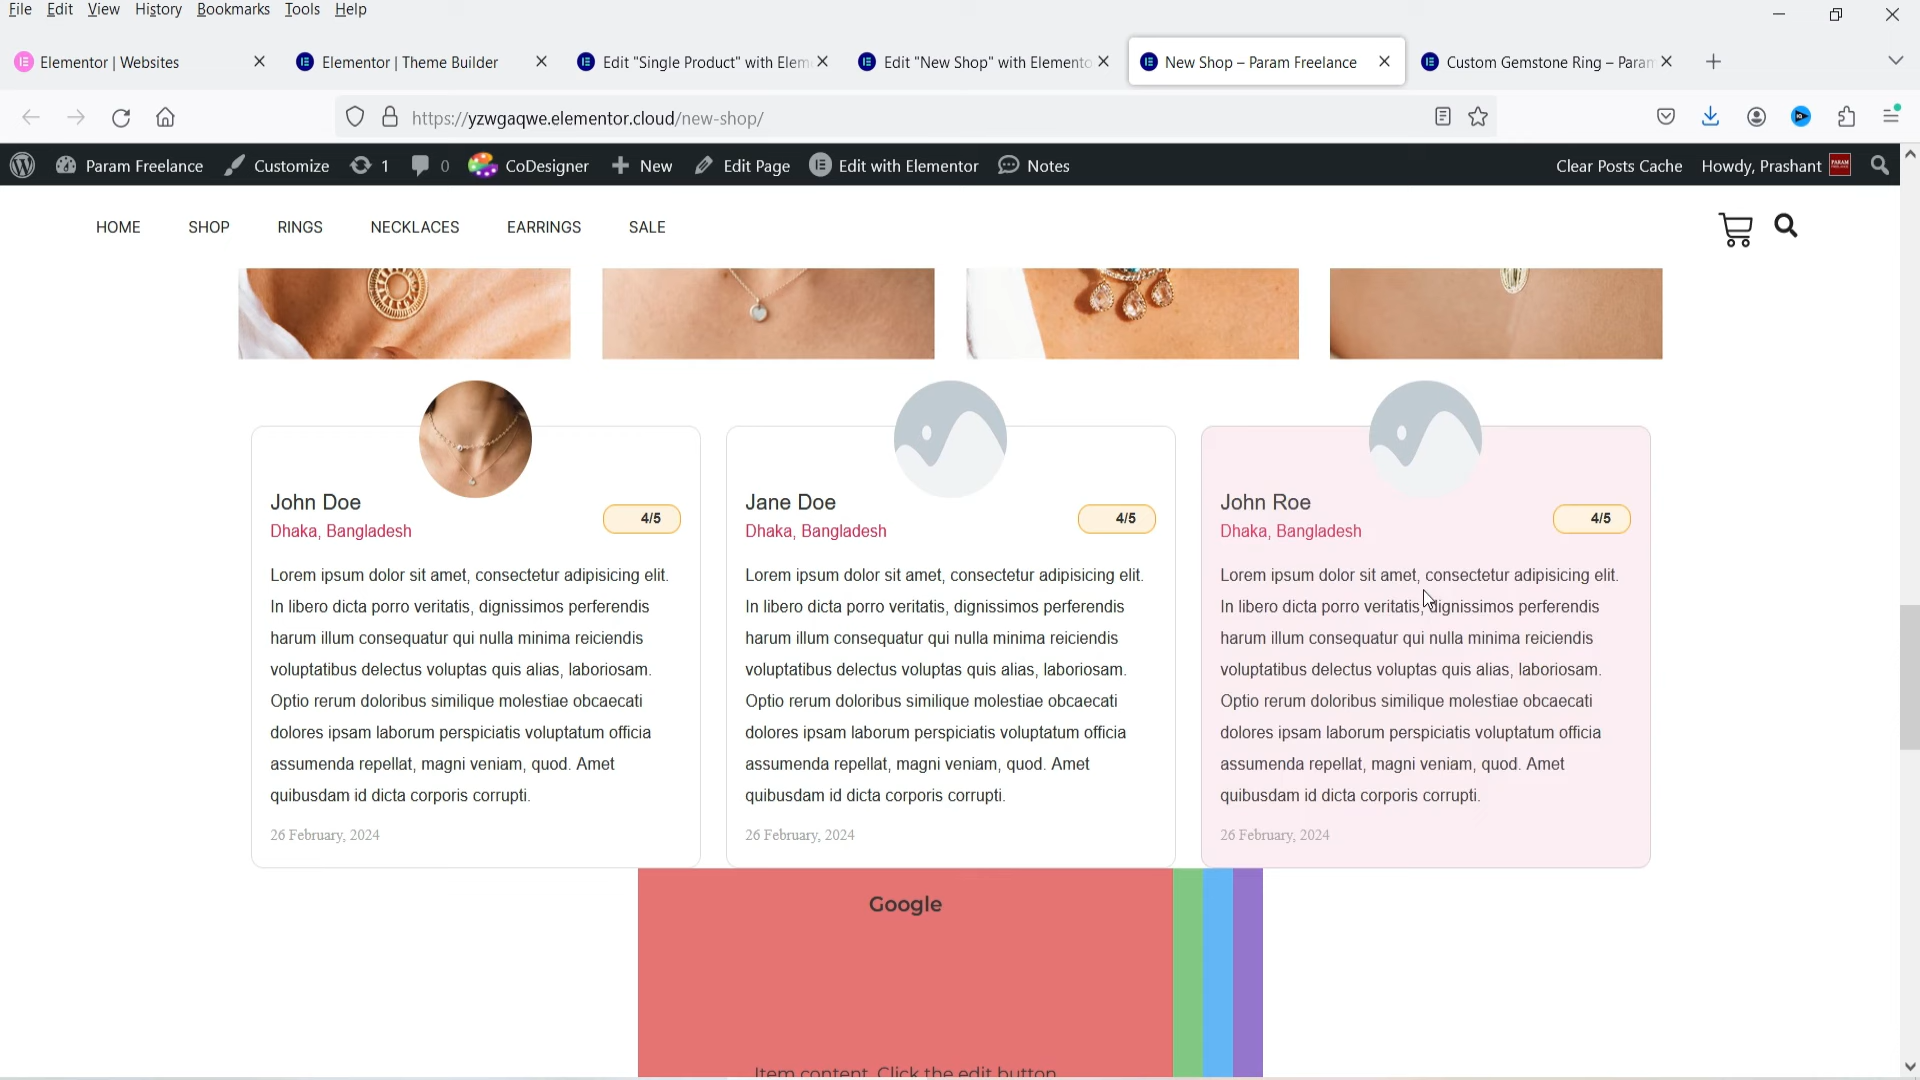 File Edit View History Bookmarks Tools Help
Elementor | Websites
Elementor | Theme Builder
Edit "Single Product" with Elem
Edit "New Shop" with Elemento
New Shop – Param Freelance
Custom Gemstone Ring – Param
https://yzwgaqwe.elementor.cloud/new-shop/
Param Freelance Customize 1 0 CoDesigner New Edit Page Edit with Elementor Notes Clear Posts Cache Howdy, Prashant
HOME SHOP RINGS NECKLACES EARRINGS SALE
John Doe
Dhaka, Bangladesh
4/5
Lorem ipsum dolor sit amet, consectetur adipisicing elit.
In libero dicta porro veritatis, dignissimos perferendis
harum illum consequatur qui nulla minima reiciendis
voluptatibus delectus voluptas quis alias, laboriosam.
Optio rerum doloribus similique molestiae obcaecati
dolores ipsam laborum perspiciatis voluptatum officia
assumenda repellat, magni veniam, quod. Amet
quibusdam id dicta corporis corrupti.
26 February, 2024
Jane Doe
Dhaka, Bangladesh
4/5
Lorem ipsum dolor sit amet, consectetur adipisicing elit.
In libero dicta porro veritatis, dignissimos perferendis
harum illum consequatur qui nulla minima reiciendis
voluptatibus delectus voluptas quis alias, laboriosam.
Optio rerum doloribus similique molestiae obcaecati
dolores ipsam laborum perspiciatis voluptatum officia
assumenda repellat, magni veniam, quod. Amet
quibusdam id dicta corporis corrupti.
26 February, 2024
John Roe
Dhaka, Bangladesh
4/5
Lorem ipsum dolor sit amet, consectetur adipisicing elit.
In libero dicta porro veritatis, dignissimos perferendis
harum illum consequatur qui nulla minima reiciendis
voluptatibus delectus voluptas quis alias, laboriosam.
Optio rerum doloribus similique molestiae obcaecati
dolores ipsam laborum perspiciatis voluptatum officia
assumenda repellat, magni veniam, quod. Amet
quibusdam id dicta corporis corrupti.
26 February, 2024
Google
Item content. Click the edit button